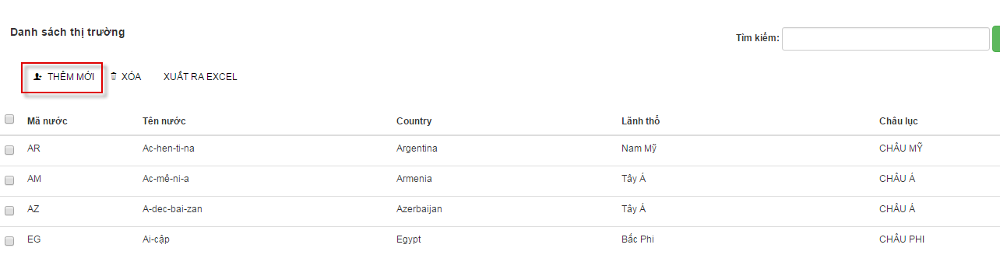 Danh sách thị trường
Tìm kiếm:
THÊM MỚI XÓA XUẤT RA EXCEL
Mã nước Tên nước Country Lãnh thổ Châu lục
AR Ac-hen-ti-na Argentina Nam Mỹ CHÂU MỸ
AM Ac-mê-ni-a Armenia Tây Á CHÂU Á
AZ A-dec-bai-zan Azerbaijan Tây Á CHÂU Á
EG Ai-cập Egypt Bắc Phi CHÂU PHI